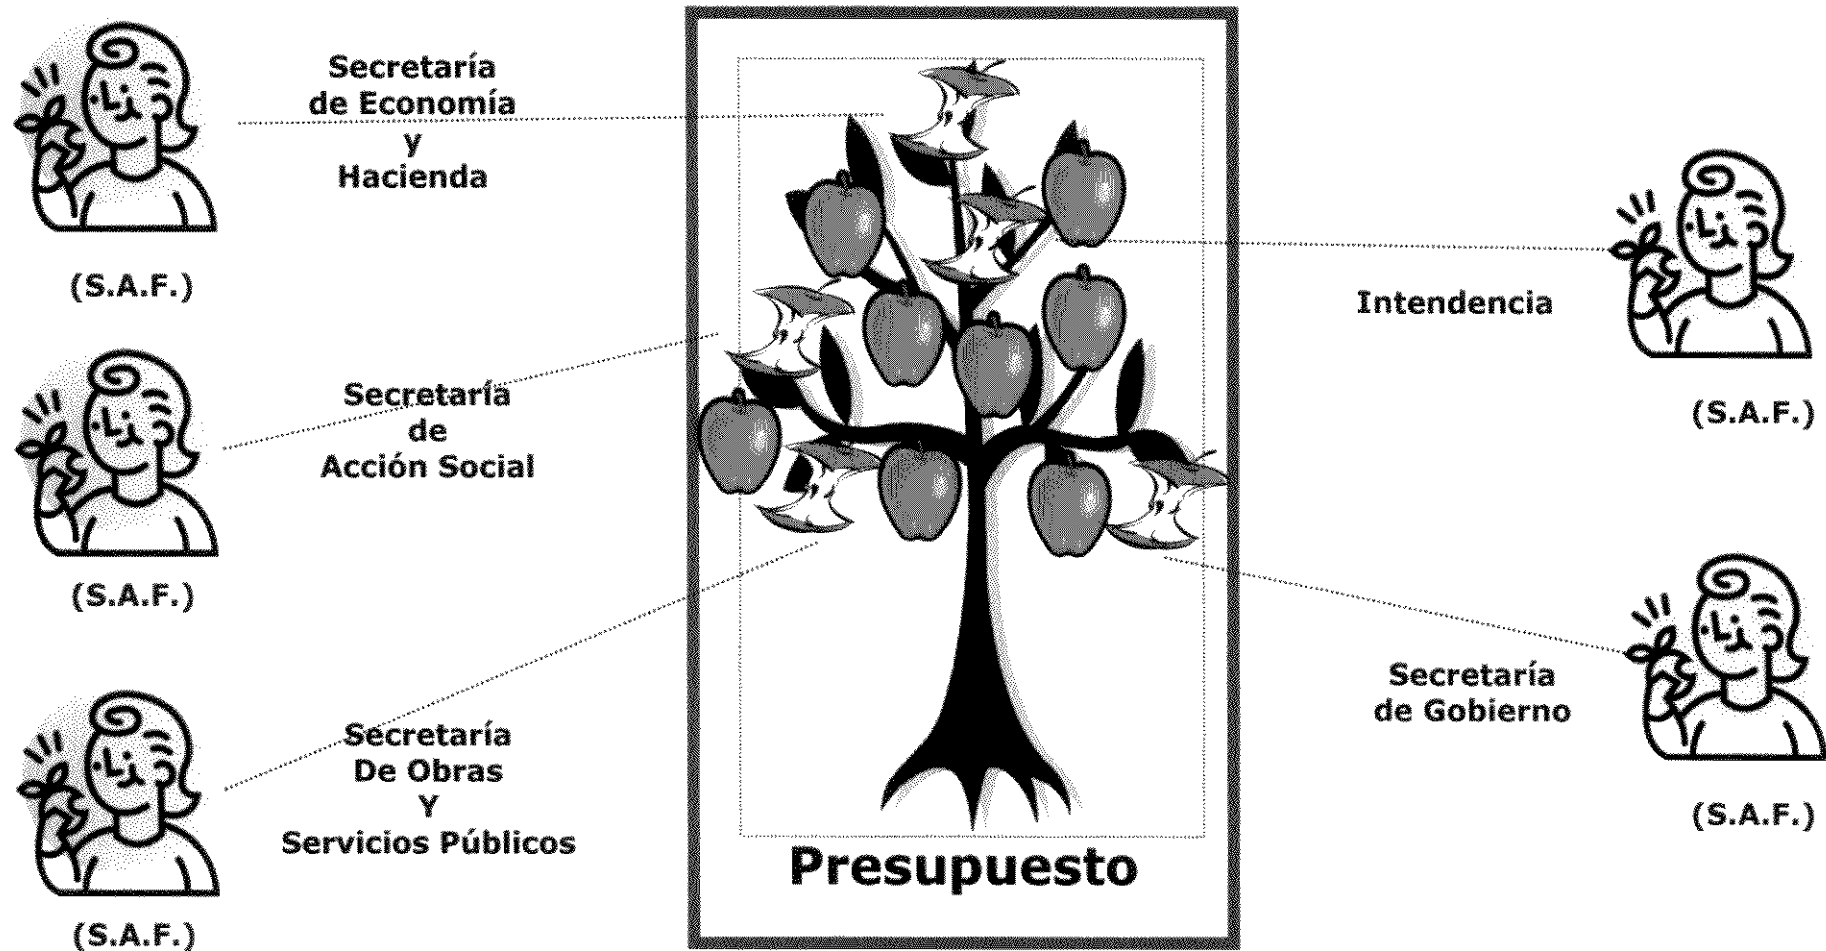 Secretaría
de Economía
y
Hacienda
(S.A.F.)
Secretaría
de
Acción Social
(S.A.F.)
Secretaría
De Obras
Y
Servicios Públicos
(S.A.F.)
Presupuesto
Intendencia
(S.A.F.)
Secretaría
de Gobierno
(S.A.F.)